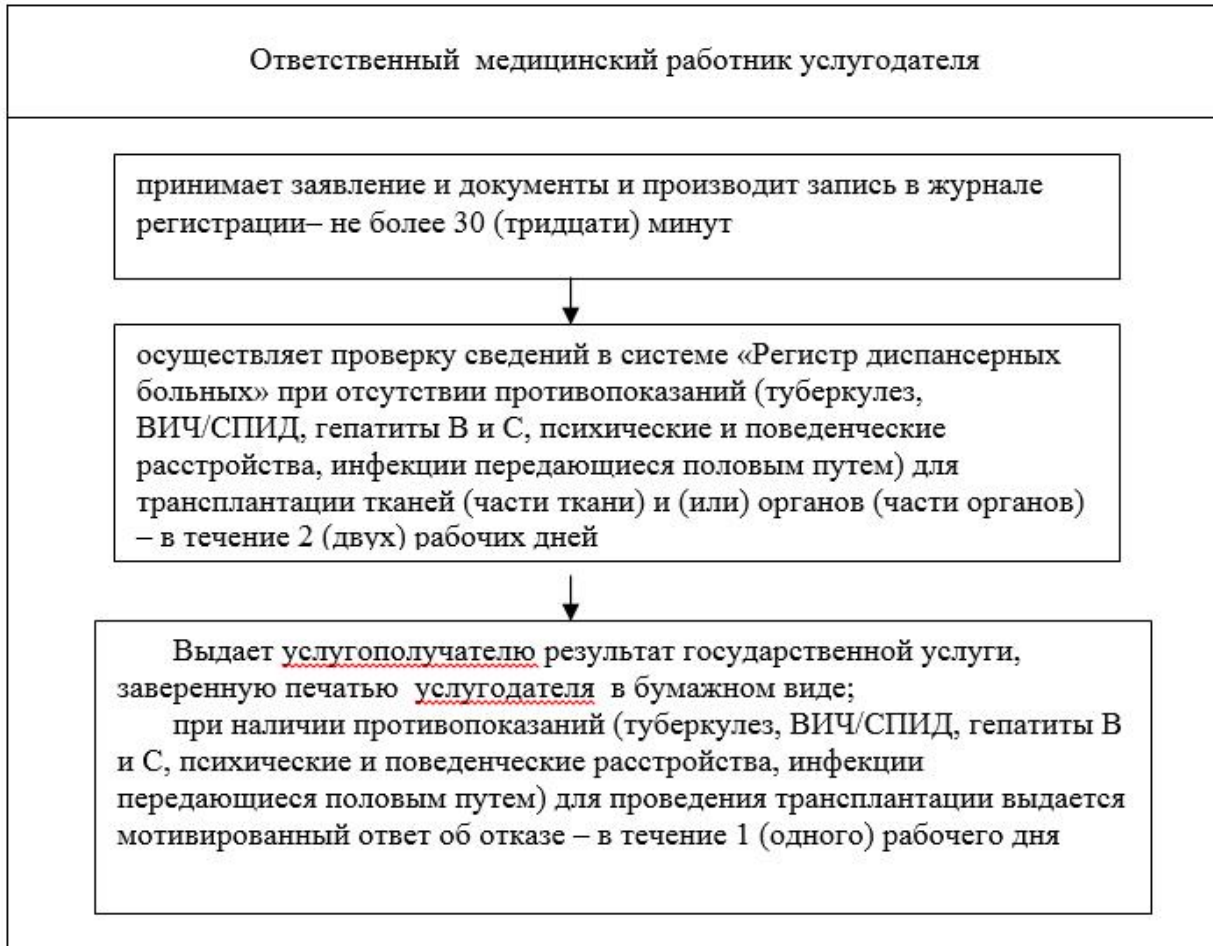 Ответственный медицинский работник услугодателя
принимает заявление и документы и производит запись в журнале
регистрации– не более 30 (тридцати) минут
осуществляет проверку сведений в системе «Регистр диспансерных
больных» при отсутствии противопоказаний (туберкулез,
ВИЧ/СПИД, гепатиты В и С, психические и поведенческие
расстройства, инфекции передающиеся половым путем) для
трансплантации тканей (части ткани) и (или) органов (части органов)
– в течение 2 (двух) рабочих дней
Выдает услугополучателю результат государственной услуги,
заверенную печатью услугодателя в бумажном виде;
при наличии противопоказаний (туберкулез, ВИЧ/СПИД, гепатиты В
и С, психические и поведенческие расстройства, инфекции
передающиеся половым путем) для проведения трансплантации выдается
мотивированный ответ об отказе – в течение 1 (одного) рабочего дня